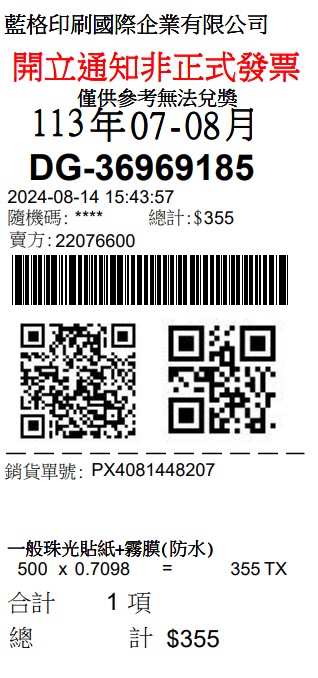 藍格印刷國際企業有限公司
開立通知非正式發票
僅供參考無法兌獎
113年07-08月
DG-36969185
2024-08-14 15:43:57
隨機碼: **** 總計:$355
賣方:22076600
銷貨單號: PX4081448207
一般珠光貼紙+霧膜(防水)
500 x 0.7098 = 355 TX
合計 1 項
總 計 $355